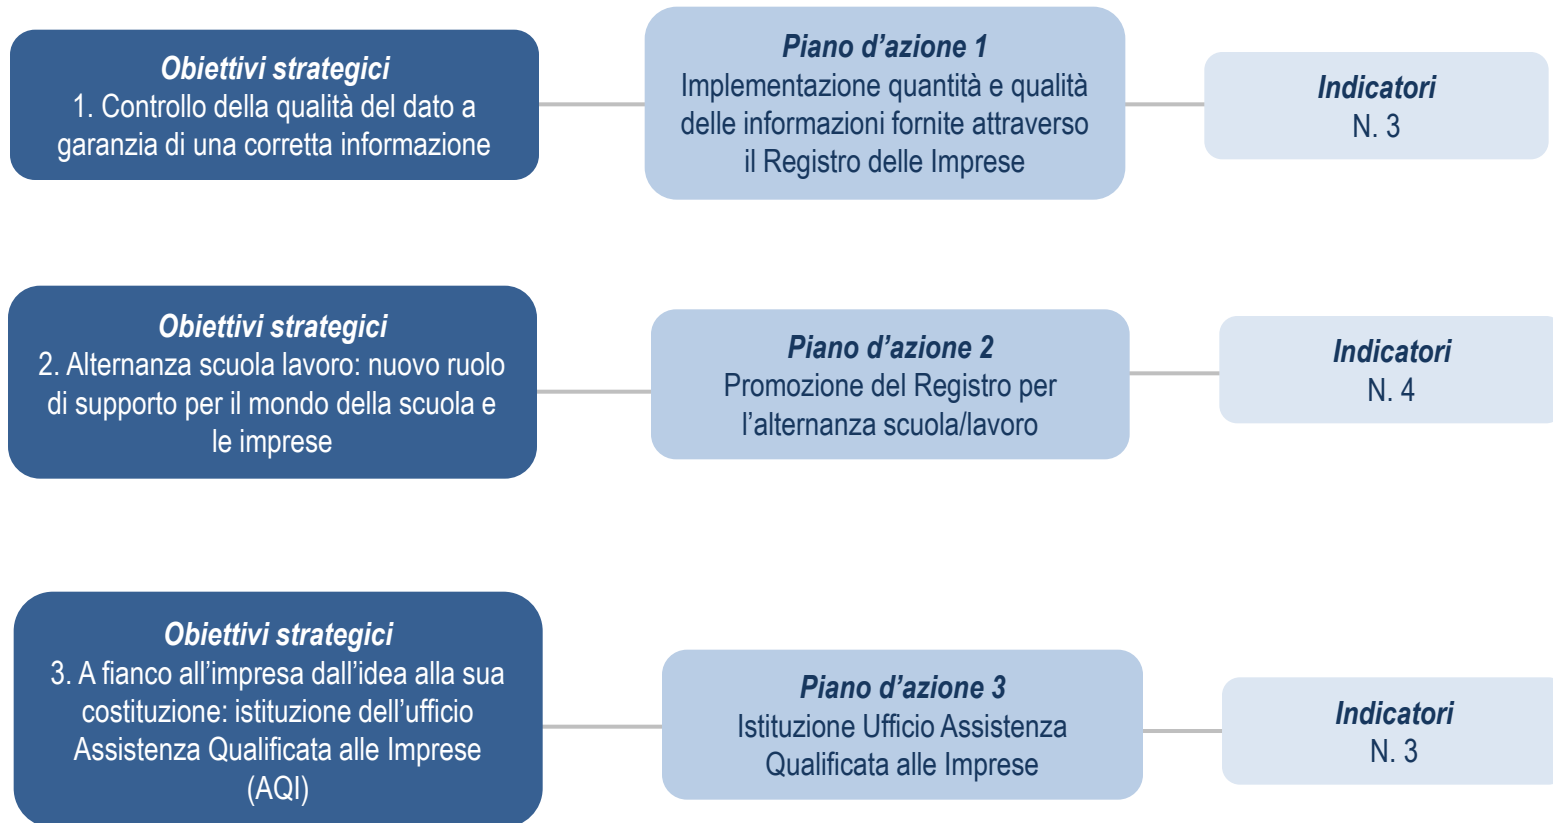 Obiettivi strategici
1. Controllo della qualità del dato a
garanzia di una corretta informazione
Piano d’azione 1
Implementazione quantità e qualità
delle informazioni fornite attraverso
il Registro delle Imprese
Indicatori
N. 3
Obiettivi strategici
2. Alternanza scuola lavoro: nuovo ruolo
di supporto per il mondo della scuola e
le imprese
Piano d’azione 2
Promozione del Registro per
l’alternanza scuola/lavoro
Indicatori
N. 4
Obiettivi strategici
3. A fianco all’impresa dall’idea alla sua
costituzione: istituzione dell’ufficio
Assistenza Qualificata alle Imprese
(AQI)
Piano d’azione 3
Istituzione Ufficio Assistenza
Qualificata alle Imprese
Indicatori
N. 3